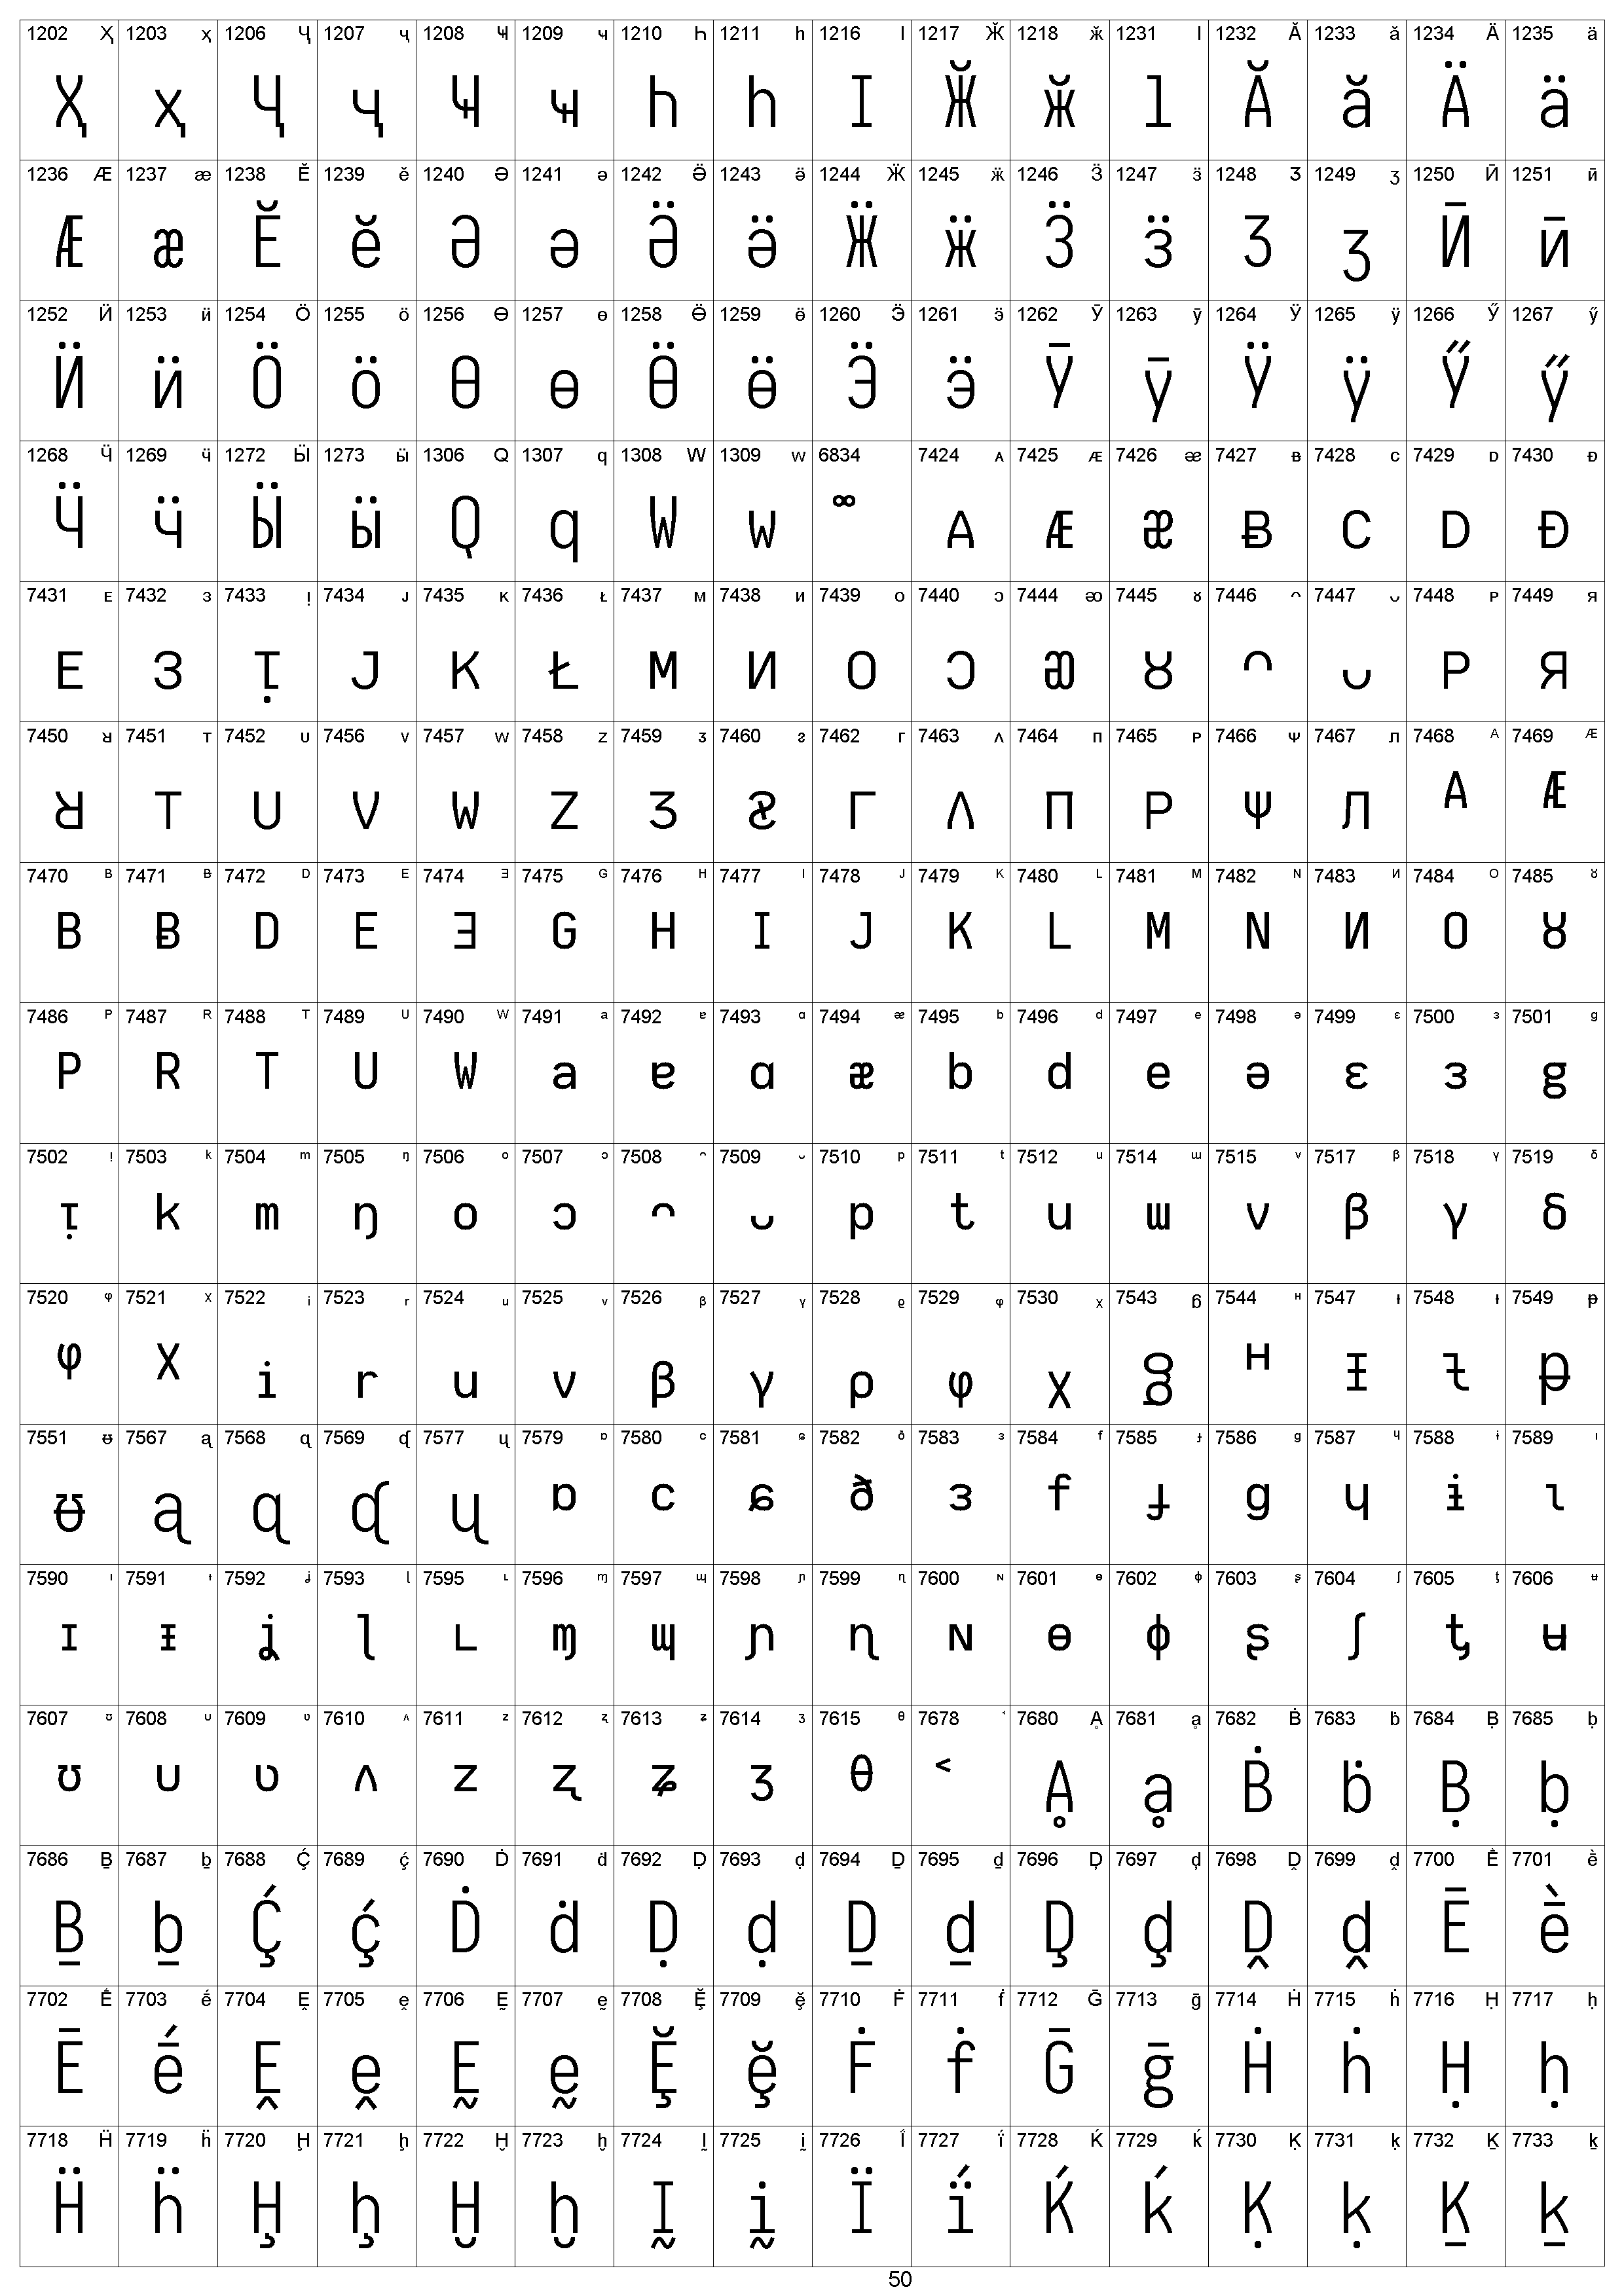 1202 Ҳ 1203 ҳ 1206 Ҷ 1207 ҷ 1208 Ҹ 1209 ҹ 1210 Һ 1211 һ 1216 Ӏ 1217 Ӂ 1218 ӂ 1231 ӏ 1232 Ӑ 1233 ӑ 1234 Ӓ 1235 ӓ
Ҳ ҳ Ҷ ҷ Ҹ ҹ Һ һ Ӏ Ӂ ӂ ӏ Ӑ ӑ Ӓ ӓ
1236 Ӕ 1237 ӕ 1238 Ӗ 1239 ӗ 1240 Ә 1241 ә 1242 Ӛ 1243 ӛ 1244 Ӝ 1245 ӝ 1246 Ӟ 1247 ӟ 1248 Ӡ 1249 ӡ 1250 Ӣ 1251 ӣ
Ӕ ӕ Ӗ ӗ Ә ә Ӛ ӛ Ӝ ӝ Ӟ ӟ Ӡ ӡ Ӣ ӣ
1252 Ӥ 1253 ӥ 1254 Ӧ 1255 ӧ 1256 Ө 1257 ө 1258 Ӫ 1259 ӫ 1260 Ӭ 1261 ӭ 1262 Ӯ 1263 ӯ 1264 Ӱ 1265 ӱ 1266 Ӳ 1267 ӳ
Ӥ ӥ Ӧ ӧ Ө ө Ӫ ӫ Ӭ ӭ Ӯ ӯ Ӱ ӱ Ӳ ӳ
1268 Ӵ 1269 ӵ 1272 Ӹ 1273 ӹ 1306 Ԛ 1307 ԛ 1308 Ԝ 1309 ԝ 6834 7424 ᴀ 7425 ᴁ 7426 ᴂ 7427 ᴃ 7428 ᴄ 7429 ᴅ 7430 ᴆ
Ӵ ӵ Ӹ ӹ Ԛ ԛ Ԝ ԝ ᪲ ᴀ ᴁ ᴂ ᴃ ᴄ ᴅ ᴆ
7431 ᴇ 7432 ᴈ 7433 ᴉ 7434 ᴊ 7435 ᴋ 7436 ᴌ 7437 ᴍ 7438 ᴎ 7439 ᴏ 7440 ᴐ 7444 ᴔ 7445 ᴕ 7446 ᴖ 7447 ᴗ 7448 ᴘ 7449 ᴙ
ᴇ ᴈ ᴉ ᴊ ᴋ ᴌ ᴍ ᴎ ᴏ ᴐ ᴔ ᴕ ᴖ ᴗ ᴘ ᴙ
7450 ᴚ 7451 ᴛ 7452 ᴜ 7456 ᴠ 7457 ᴡ 7458 ᴢ 7459 ᴣ 7460 ᴤ 7462 ᴦ 7463 ᴧ 7464 ᴨ 7465 ᴩ 7466 ᴪ 7467 ᴫ 7468 ᴬ 7469 ᴭ
ᴚ ᴛ ᴜ ᴠ ᴡ ᴢ ᴣ ᴤ ᴦ ᴧ ᴨ ᴩ ᴪ ᴫ ᴬ ᴭ
7470 ᴮ 7471 ᴯ 7472 ᴰ 7473 ᴱ 7474 ᴲ 7475 ᴳ 7476 ᴴ 7477 ᴵ 7478 ᴶ 7479 ᴷ 7480 ᴸ 7481 ᴹ 7482 ᴺ 7483 ᴻ 7484 ᴼ 7485 ᴽ
ᴮ ᴯ ᴰ ᴱ ᴲ ᴳ ᴴ ᴵ ᴶ ᴷ ᴸ ᴹ ᴺ ᴻ ᴼ ᴽ
7486 ᴾ 7487 ᴿ 7488 ᵀ 7489 ᵁ 7490 ᵂ 7491 ᵃ 7492 ᵄ 7493 ᵅ 7494 ᵆ 7495 ᵇ 7496 ᵈ 7497 ᵉ 7498 ᵊ 7499 ᵋ 7500 ᵌ 7501 ᵍ
ᴾ ᴿ ᵀ ᵁ ᵂ ᵃ ᵄ ᵅ ᵆ ᵇ ᵈ ᵉ ᵊ ᵋ ᵌ ᵍ
7502 ᵎ 7503 ᵏ 7504 ᵐ 7505 ᵑ 7506 ᵒ 7507 ᵓ 7508 ᵔ 7509 ᵕ 7510 ᵖ 7511 ᵗ 7512 ᵘ 7514 ᵚ 7515 ᵛ 7517 ᵝ 7518 ᵞ 7519 ᵟ
ᵎ ᵏ ᵐ ᵑ ᵒ ᵓ ᵔ ᵕ ᵖ ᵗ ᵘ ᵚ ᵛ ᵝ ᵞ ᵟ
7520 ᵠ 7521 ᵡ 7522 ᵢ 7523 ᵣ 7524 ᵤ 7525 ᵥ 7526 ᵦ 7527 ᵧ 7528 ᵨ 7529 ᵩ 7530 ᵪ 7543 ᵷ 7544 ᵸ 7547 ᵻ 7548 ᵼ 7549 ᵽ
ᵠ ᵡ ᵢ ᵣ ᵤ ᵥ ᵦ ᵧ ᵨ ᵩ ᵪ ᵷ ᵸ ᵻ ᵼ ᵽ
7551 ᵿ 7567 ᶏ 7568 ᶐ 7569 ᶑ 7577 ᶙ 7579 ᶛ 7580 ᶜ 7581 ᶝ 7582 ᶞ 7583 ᶟ 7584 ᶠ 7585 ᶡ 7586 ᶢ 7587 ᶣ 7588 ᶤ 7589 ᶥ
ᵿ ᶏ ᶐ ᶑ ᶙ ᶛ ᶜ ᶝ ᶞ ᶟ ᶠ ᶡ ᶢ ᶣ ᶤ ᶥ
7590 ᶦ 7591 ᶧ 7592 ᶨ 7593 ᶩ 7595 ᶫ 7596 ᶬ 7597 ᶭ 7598 ᶮ 7599 ᶯ 7600 ᶰ 7601 ᶱ 7602 ᶲ 7603 ᶳ 7604 ᶴ 7605 ᶵ 7606 ᶶ
ᶦ ᶧ ᶨ ᶩ ᶫ ᶬ ᶭ ᶮ ᶯ ᶰ ᶱ ᶲ ᶳ ᶴ ᶵ ᶶ
7607 ᶷ 7608 ᶸ 7609 ᶹ 7610 ᶺ 7611 ᶻ 7612 ᶼ 7613 ᶽ 7614 ᶾ 7615 ᶿ 7678 ᷾ 7680 Ḁ 7681 ḁ 7682 Ḃ 7683 ḃ 7684 Ḅ 7685 ḅ
ᶷ ᶸ ᶹ ᶺ ᶻ ᶼ ᶽ ᶾ ᶿ ᷾ Ḁ ḁ Ḃ ḃ Ḅ ḅ
7686 Ḇ 7687 ḇ 7688 Ḉ 7689 ḉ 7690 Ḋ 7691 ḋ 7692 Ḍ 7693 ḍ 7694 Ḏ 7695 ḏ 7696 Ḑ 7697 ḑ 7698 Ḓ 7699 ḓ 7700 Ḕ 7701 ḕ
Ḇ ḇ Ḉ ḉ Ḋ ḋ Ḍ ḍ Ḏ ḏ Ḑ ḑ Ḓ ḓ Ē ḕ
7702 Ḗ 7703 ḗ 7704 Ḙ 7705 ḙ 7706 Ḛ 7707 ḛ 7708 Ḝ 7709 ḝ 7710 Ḟ 7711 ḟ 7712 Ḡ 7713 ḡ 7714 Ḣ 7715 ḣ 7716 Ḥ 7717 ḥ
Ē ḗ Ḙ ḙ Ḛ ḛ Ḝ ḝ Ḟ ḟ Ḡ ḡ Ḣ ḣ Ḥ ḥ
7718 Ḧ 7719 ḧ 7720 Ḩ 7721 ḩ 7722 Ḫ 7723 ḫ 7724 Ḭ 7725 ḭ 7726 Ḯ 7727 ḯ 7728 Ḱ 7729 ḱ 7730 Ḳ 7731 ḳ 7732 Ḵ 7733 ḵ
Ḧ ḧ Ḩ ḩ Ḫ ḫ Ḭ ḭ Ï ḯ Ḱ ḱ Ḳ ḳ Ḵ ḵ
50